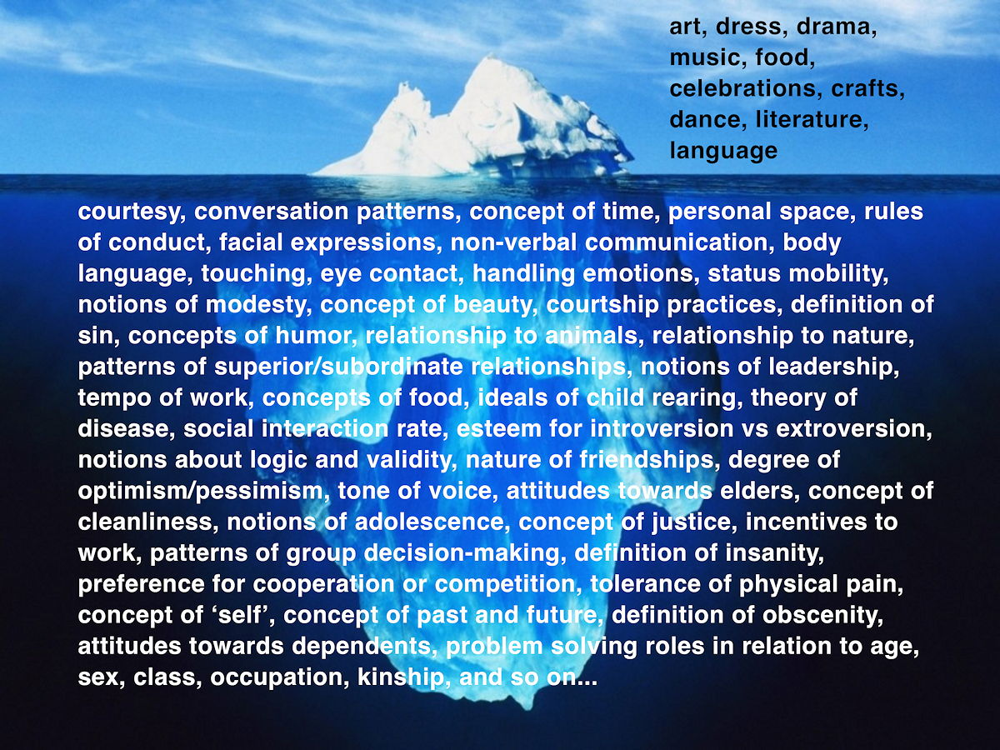 art, dress, drama,
music, food,
celebrations, crafts,
dance, literature,
language
courtesy, conversation patterns, concept of time, personal space, rules
of conduct, facial expressions, non-verbal communication, body
language, touching, eye contact, handling emotions, status mobility,
notions of modesty, concept of beauty, courtship practices, definition of
sin, concepts of humor, relationship to animals, relationship to nature,
patterns of superior/subordinate relationships, notions of leadership,
tempo of work, concepts of food, ideals of child rearing, theory of
disease, social interaction rate, esteem for introversion vs extroversion,
notions about logic and validity, nature of friendships, degree of
optimism/pessimism, tone of voice, attitudes towards elders, concept of
cleanliness, notions of adolescence, concept of justice, incentives to
work, patterns of group decision-making, definition of insanity,
preference for cooperation or competition, tolerance of physical pain,
concept of ‘self’, concept of past and future, definition of obscenity,
attitudes towards dependents, problem solving roles in relation to age,
sex, class, occupation, kinship, and so on...